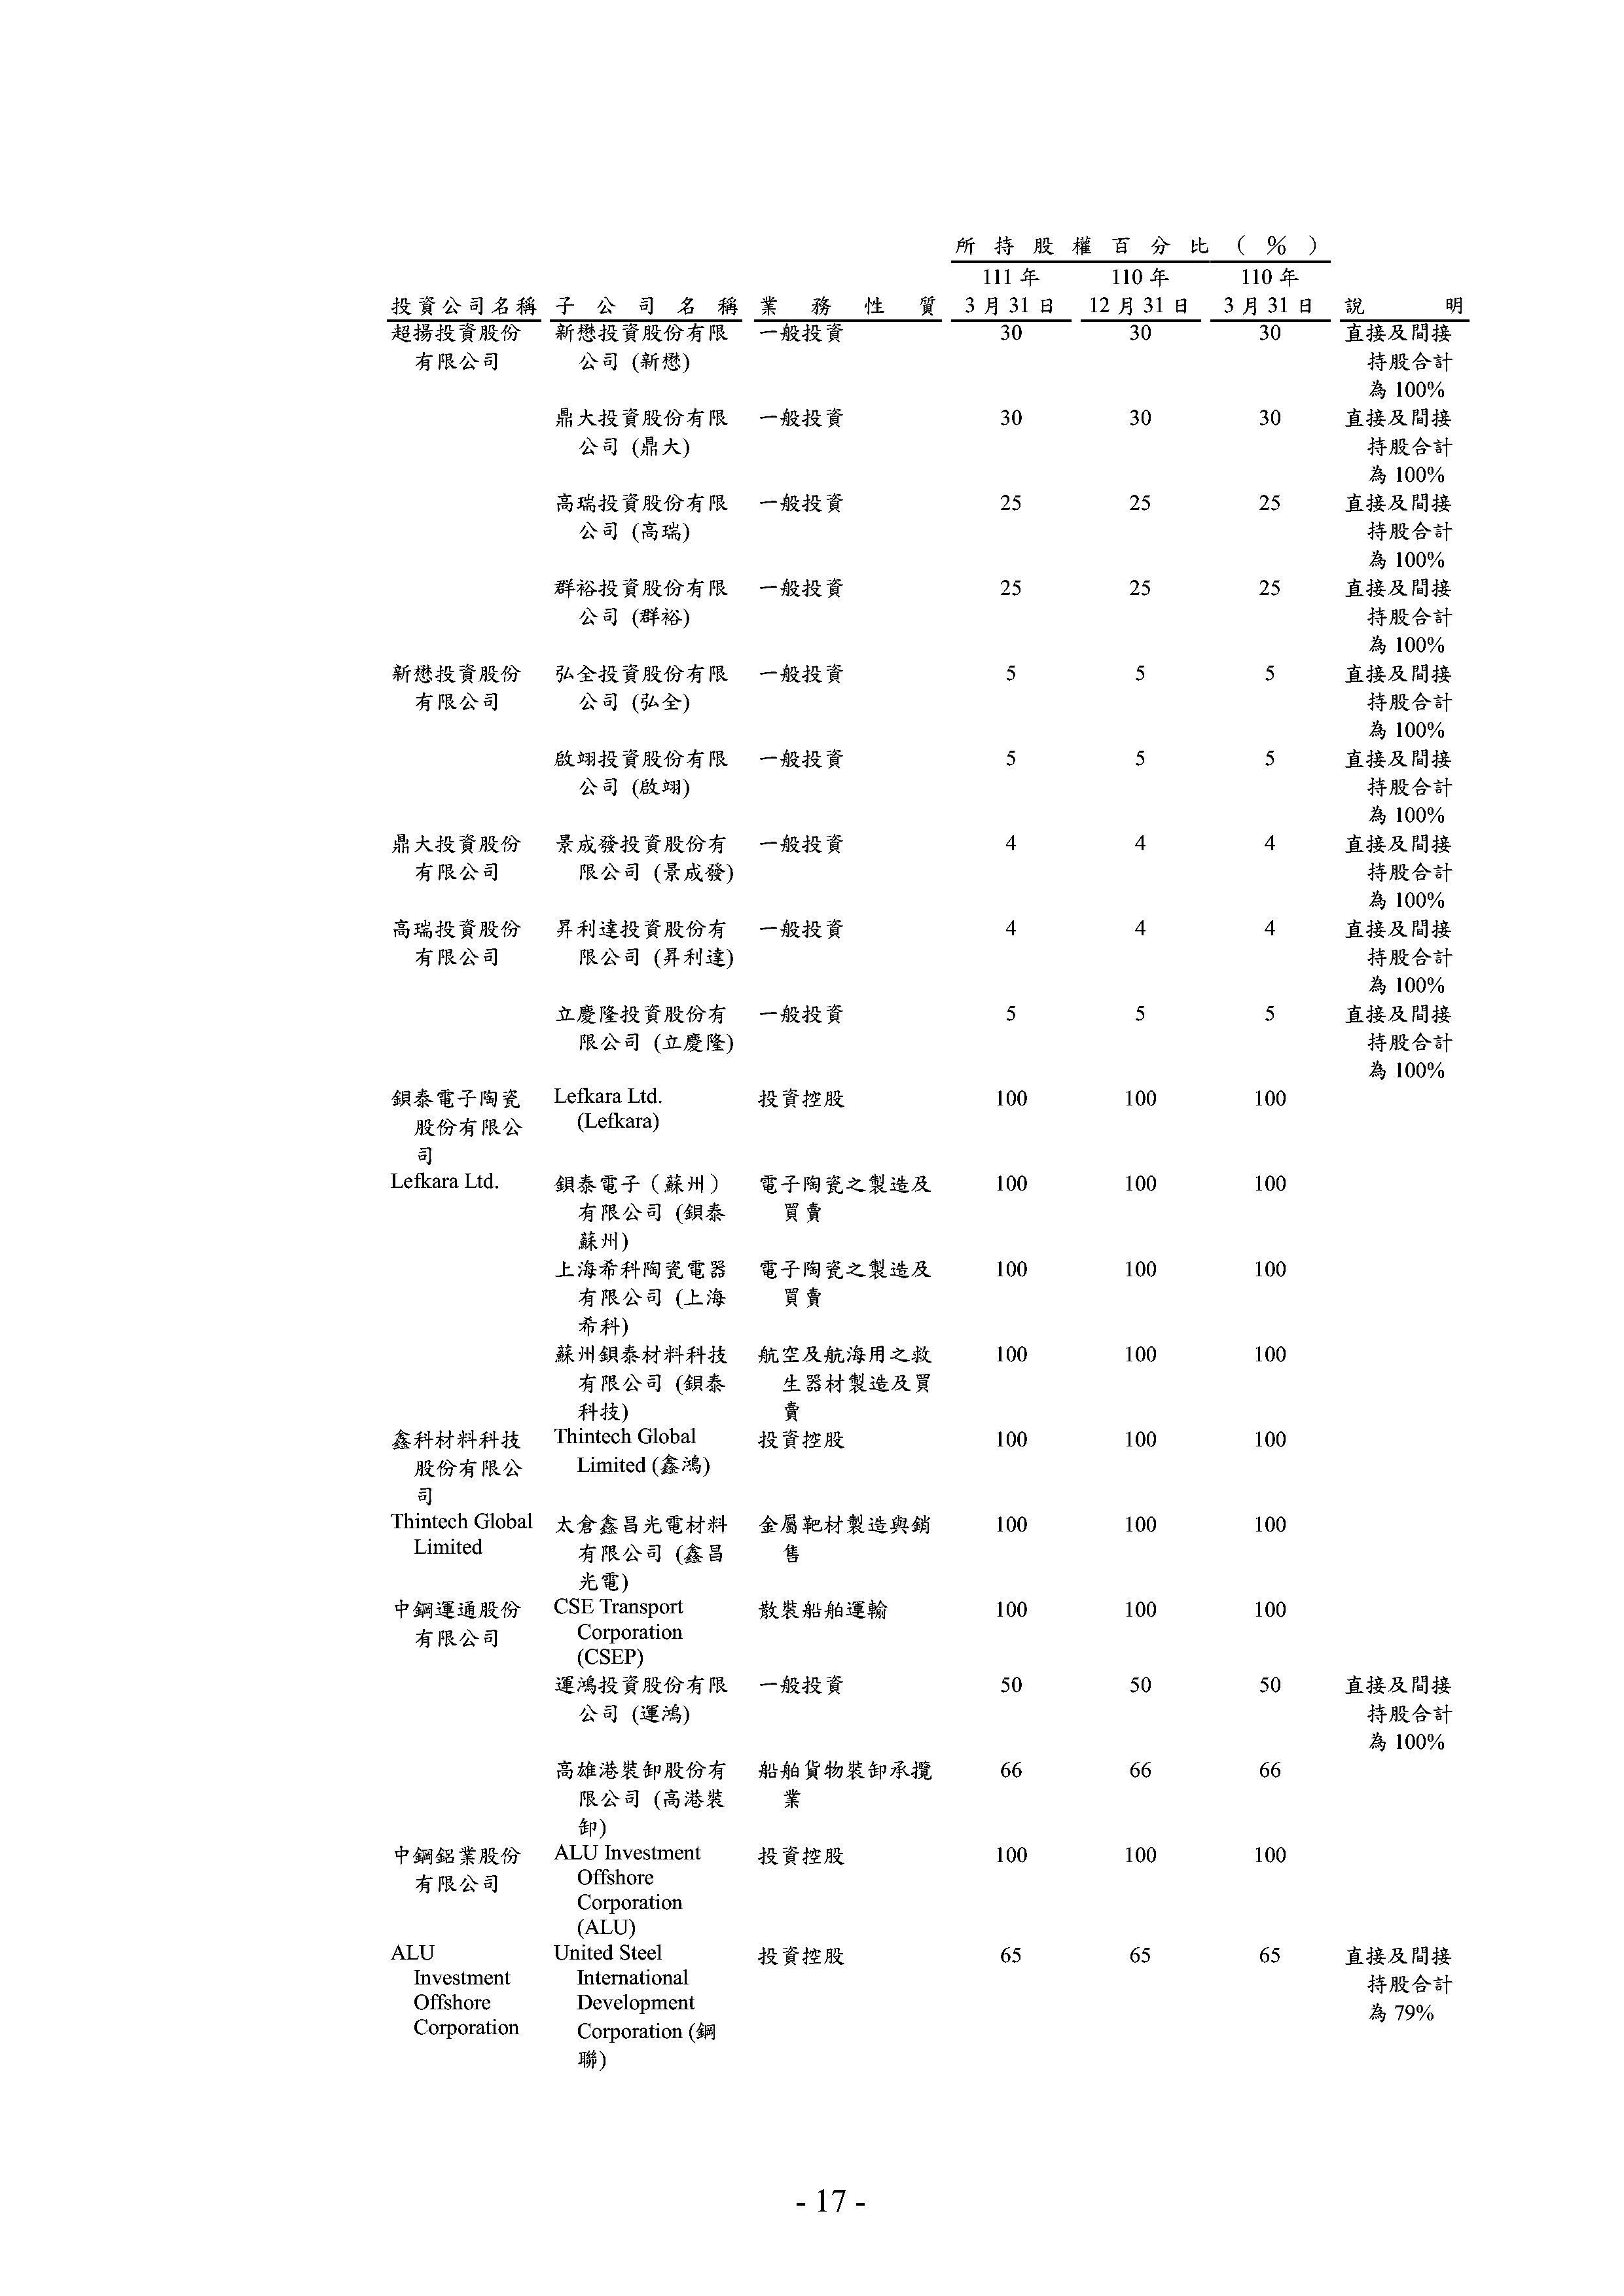 所持股權百分比（%）
111年 110年 110年
投資公司名稱 子公司名稱 業務性質 3月31日 12月31日 3月31日 說明
超揚投資股份 新懋投資股份有限 一般投資 30 30 30 直接及間接
有限公司 公司 (新懋) 持股合計
為 100%
鼎大投資股份有限 一般投資 30 30 30 直接及間接
公司 (鼎大) 持股合計
為 100%
高瑞投資股份有限 一般投資 25 25 25 直接及間接
公司 (高瑞) 持股合計
為 100%
群裕投資股份有限 一般投資 25 25 25 直接及間接
公司 (群裕) 持股合計
為 100%
新懋投資股份 弘全投資股份有限 一般投資 5 5 5 直接及間接
有限公司 公司 (弘全) 持股合計
為 100%
啟翊投資股份有限 一般投資 5 5 5 直接及間接
公司 (啟翊) 持股合計
為 100%
鼎大投資股份 景成發投資股份有 一般投資 4 4 4 直接及間接
有限公司 限公司 (景成發) 持股合計
為 100%
高瑞投資股份 昇利達投資股份有 一般投資 4 4 4 直接及間接
有限公司 限公司 (昇利達) 持股合計
為 100%
立慶隆投資股份有 一般投資 5 5 5 直接及間接
限公司 (立慶隆) 持股合計
為 100%
鋇泰電子陶瓷 Lefkara Ltd. 投資控股 100 100 100
股份有限公 (Lefkara)
司
Lefkara Ltd. 鋇泰電子（蘇州） 電子陶瓷之製造及 100 100 100
有限公司 (鋇泰 買賣
蘇州)
上海希科陶瓷電器 電子陶瓷之製造及 100 100 100
有限公司 (上海 買賣
希科)
蘇州鋇泰材料科技 航空及航海用之救 100 100 100
有限公司 (鋇泰 生器材製造及買
科技) 賣
鑫科材料科技 Thintech Global 投資控股 100 100 100
股份有限公 Limited (鑫鴻)
司
Thintech Global 太倉鑫昌光電材料 金屬靶材製造與銷 100 100 100
Limited 有限公司 (鑫昌 售
光電)
中鋼運通股份 CSE Transport 散裝船舶運輸 100 100 100
有限公司 Corporation
(CSEP)
運鴻投資股份有限 一般投資 50 50 50 直接及間接
公司 (運鴻) 持股合計
為 100%
高雄港裝卸股份有 船舶貨物裝卸承攬 66 66 66
限公司 (高港裝 業
卸)
中鋼鋁業股份 ALU Investment 投資控股 100 100 100
有限公司 Offshore
Corporation
(ALU)
ALU United Steel 投資控股 65 65 65 直接及間接
Investment International 持股合計
Offshore Development 為 79%
Corporation Corporation (鋼
聯)
- 17 -